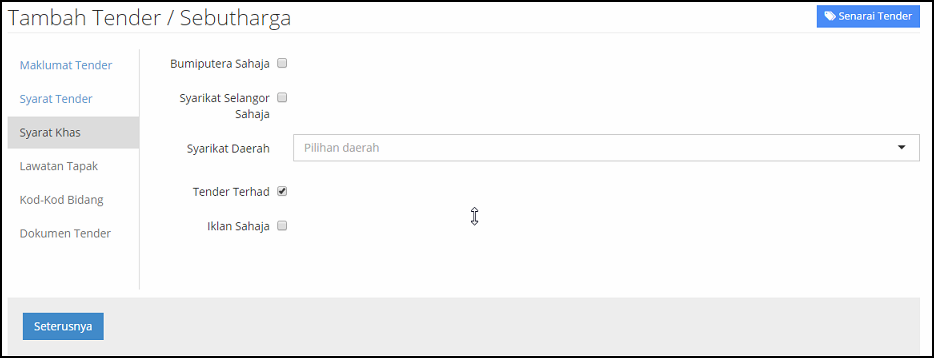 Tambah Tender / Sebutharga
Senarai Tender
Maklumat Tender
Syarat Tender
Syarat Khas
Lawatan Tapak
Kod-Kod Bidang
Dokumen Tender
Bumiputera Sahaja
Syarikat Selangor
Sahaja
Syarikat Daerah
Pilihan daerah
Tender Terhad
Iklan Sahaja
Seterusnya